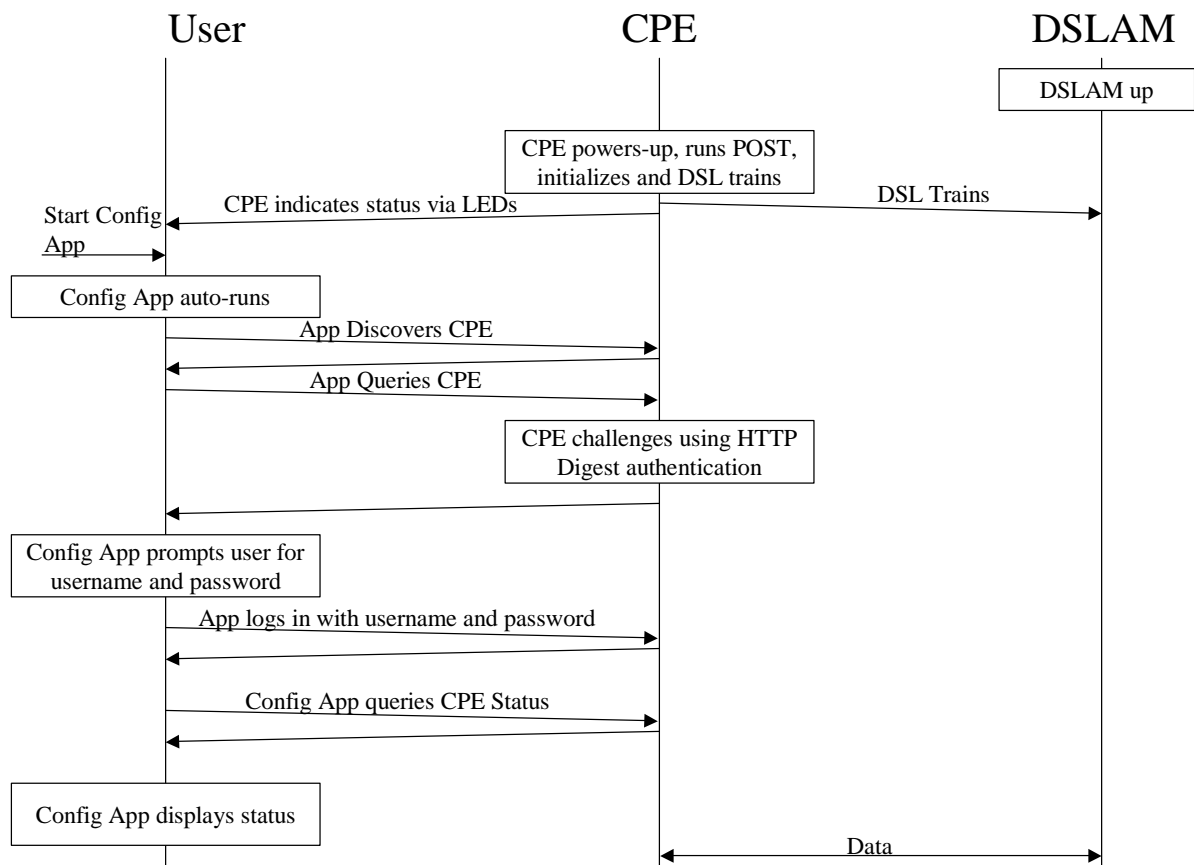 User
CPE
DSLAM
DSLAM up
CPE powers-up, runs POST,
initializes and DSL trains
CPE indicates status via LEDs
DSL Trains
Start Config
App
Config App auto-runs
App Discovers CPE
App Queries CPE
CPE challenges using HTTP
Digest authentication
Config App prompts user for
username and password
App logs in with username and password
Config App queries CPE Status
Config App displays status
Data